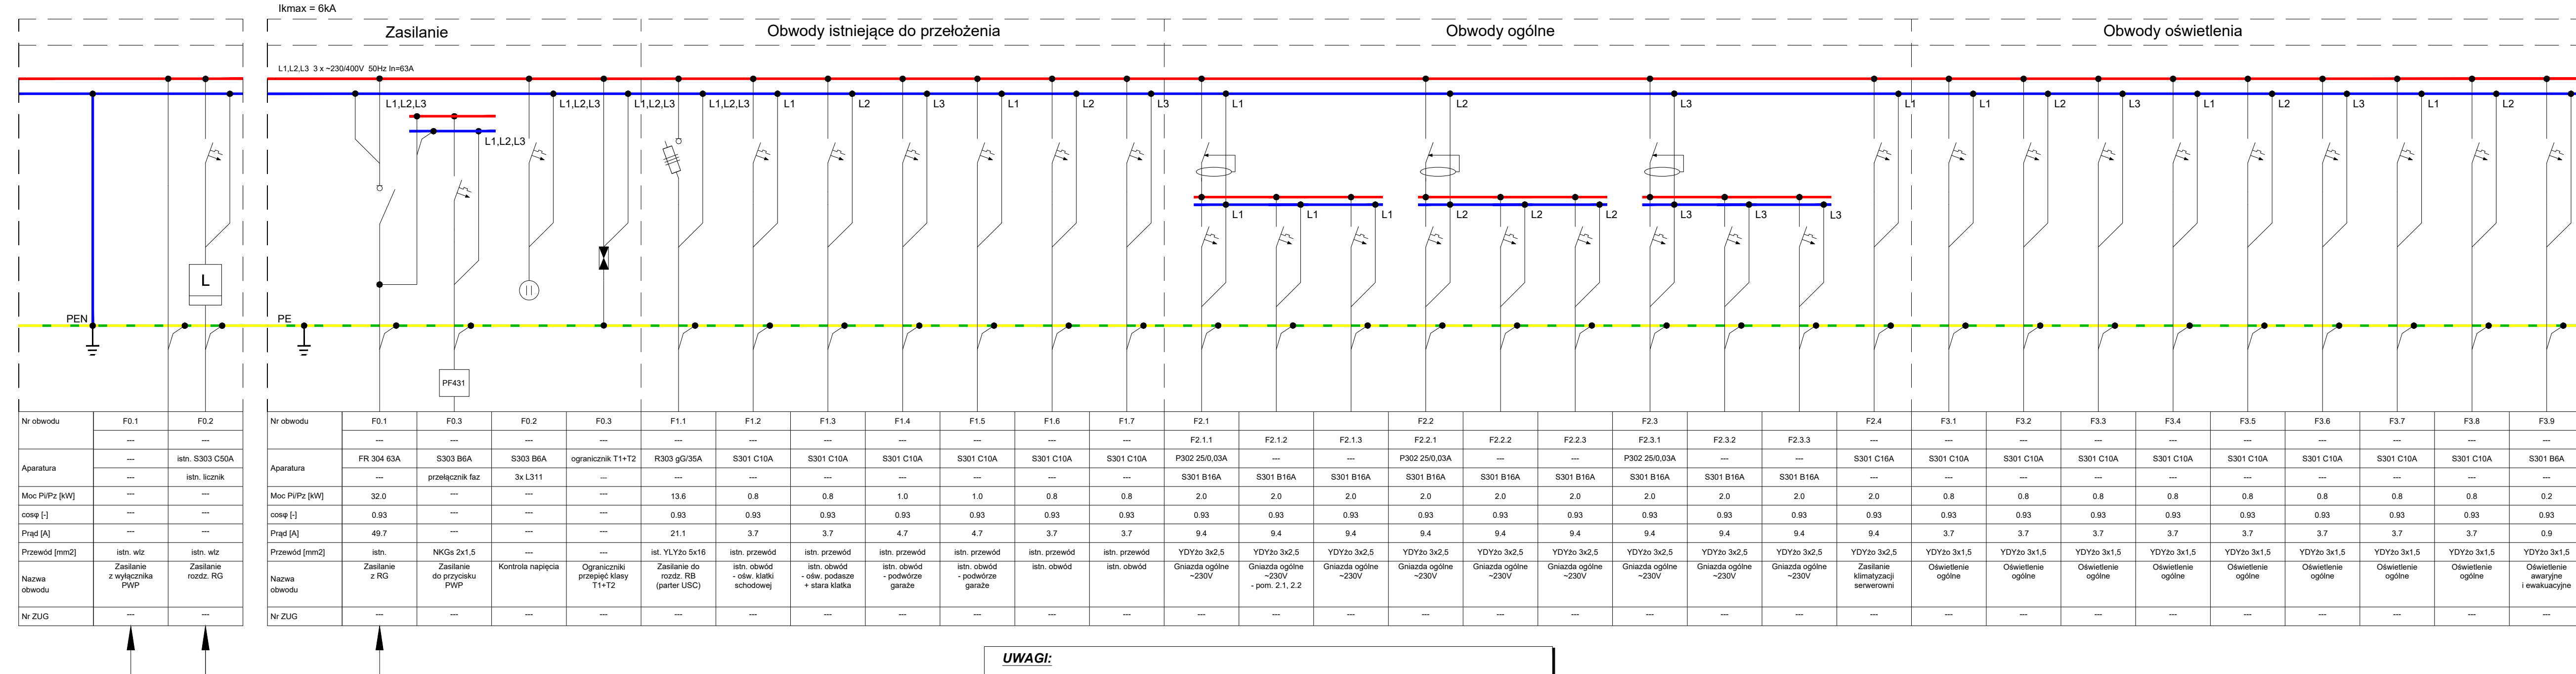 Ikmax = 6kA
Zasilanie Obwody istniejące do przełożenia Obwody ogólne Obwody oświetlenia
L1,L2,L3 3 x ~230/400V 50Hz In=63A
L1,L2,L3 L1,L2,L3 L1,L2,L3 L1,L2,L3 L1 L2 L3 L1 L2 L3 L1 L2 L3 L1 L1 L2 L3 L1 L2 L3 L1 L2
L1,L2,L3
L1 L1 L1 L2 L2 L2 L3 L3 L3
L
PEN PE
PF431
Nr obwodu F0.1 F0.2 Nr obwodu F0.1 F0.3 F0.2 F0.3 F1.1 F1.2 F1.3 F1.4 F1.5 F1.6 F1.7 F2.1 F2.2 F2.3 F2.4 F3.1 F3.2 F3.3 F3.4 F3.5 F3.6 F3.7 F3.8 F3.9
--- --- --- --- --- --- --- --- --- --- --- --- --- F2.1.1 F2.1.2 F2.1.3 F2.2.1 F2.2.2 F2.2.3 F2.3.1 F2.3.2 F2.3.3 --- --- --- --- --- --- --- --- --- ---
Aparatura --- istn. S303 C50A Aparatura FR 304 63A S303 B6A S303 B6A ogranicznik T1+T2 R303 gG/35A S301 C10A S301 C10A S301 C10A S301 C10A S301 C10A S301 C10A P302 25/0,03A --- --- P302 25/0,03A --- --- P302 25/0,03A --- --- S301 C16A S301 C10A S301 C10A S301 C10A S301 C10A S301 C10A S301 C10A S301 C10A S301 C10A S301 B6A
--- istn. licznik --- przełącznik faz 3x L311 --- --- --- --- --- --- --- --- S301 B16A S301 B16A S301 B16A S301 B16A S301 B16A S301 B16A S301 B16A S301 B16A S301 B16A --- --- --- --- --- --- --- --- --- ---
Moc Pi/Pz [kW] --- --- Moc Pi/Pz [kW] 32.0 --- --- --- 13.6 0.8 0.8 1.0 1.0 0.8 0.8 2.0 2.0 2.0 2.0 2.0 2.0 2.0 2.0 2.0 2.0 0.8 0.8 0.8 0.8 0.8 0.8 0.8 0.8 0.2
cosφ [-] --- --- cosφ [-] 0.93 --- --- --- 0.93 0.93 0.93 0.93 0.93 0.93 0.93 0.93 0.93 0.93 0.93 0.93 0.93 0.93 0.93 0.93 0.93 0.93 0.93 0.93 0.93 0.93 0.93 0.93 0.93 0.93
Prąd [A] --- --- Prąd [A] 49.7 --- --- --- 21.1 3.7 3.7 4.7 4.7 3.7 3.7 9.4 9.4 9.4 9.4 9.4 9.4 9.4 9.4 9.4 9.4 3.7 3.7 3.7 3.7 3.7 3.7 3.7 3.7 0.9
Przewód [mm2] istn. wlz istn. wlz Przewód [mm2] istn. NKGs 2x1,5 --- --- ist. YLYżo 5x16 istn. przewód istn. przewód istn. przewód istn. przewód istn. przewód istn. przewód YDYżo 3x2,5 YDYżo 3x2,5 YDYżo 3x2,5 YDYżo 3x2,5 YDYżo 3x2,5 YDYżo 3x2,5 YDYżo 3x2,5 YDYżo 3x2,5 YDYżo 3x2,5 YDYżo 3x2,5 YDYżo 3x1,5 YDYżo 3x1,5 YDYżo 3x1,5 YDYżo 3x1,5 YDYżo 3x1,5 YDYżo 3x1,5 YDYżo 3x1,5 YDYżo 3x1,5 YDYżo 3x1,5
Nazwa
obwodu
Zasilanie
z wyłącznika
PWP
Zasilanie
rozdz. RG
Nazwa
obwodu
Zasilanie
z RG
Zasilanie
do przycisku
PWP
Kontrola napięcia
Ograniczniki
przepięć klasy
T1+T2
Zasilanie do
rozdz. RB
(parter USC)
istn. obwód
- ośw. klatki
schodowej
istn. obwód
- ośw. podasze
+ stara klatka
istn. obwód
- podwórze
garaże
istn. obwód
- podwórze
garaże
istn. obwód
istn. obwód
Gniazda ogólne
~230V
Gniazda ogólne
~230V
- pom. 2.1, 2.2
Gniazda ogólne
~230V
Gniazda ogólne
~230V
Gniazda ogólne
~230V
Gniazda ogólne
~230V
Gniazda ogólne
~230V
Gniazda ogólne
~230V
Gniazda ogólne
~230V
Zasilanie
klimatyzacji
serwerowni
Oświetlenie
ogólne
Oświetlenie
ogólne
Oświetlenie
ogólne
Oświetlenie
ogólne
Oświetlenie
ogólne
Oświetlenie
ogólne
Oświetlenie
ogólne
Oświetlenie
ogólne
Oświetlenie
awaryjne
i ewakuacyjne
Nr ZUG --- --- Nr ZUG --- --- --- --- --- --- --- --- --- --- --- --- --- --- --- --- --- --- --- --- --- --- --- --- --- --- --- --- --- ---
UWAGI: